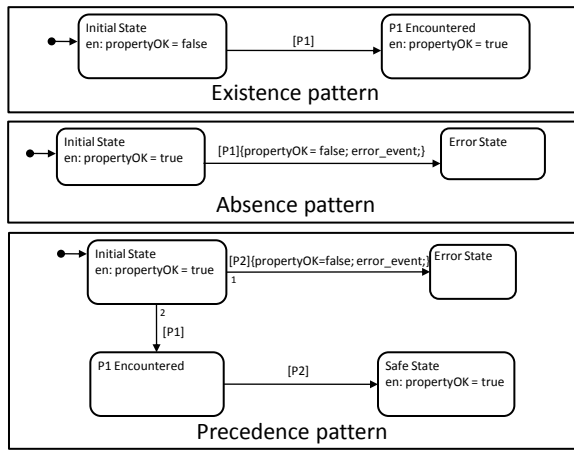 Initial State
en: propertyOK = false
[P1]
P1 Encountered
en: propertyOK = true
Existence pattern
Initial State
en: propertyOK = true
[P1]{propertyOK = false; error_event;}
Error State
Absence pattern
Initial State
en: propertyOK = true
[P2]{propertyOK=false; error_event;}
1
Error State
2
[P1]
P1 Encountered
[P2]
Safe State
en: propertyOK = true
Precedence pattern